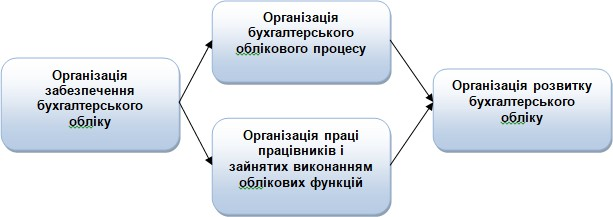 Організація
забезпечення
бухгалтерського
обліку
Організація
бухгалтерського
облікового процесу
Організація праці
працівників і
зайнятих виконанням
облікових функцій
Організація розвитку
бухгалтерського
обліку